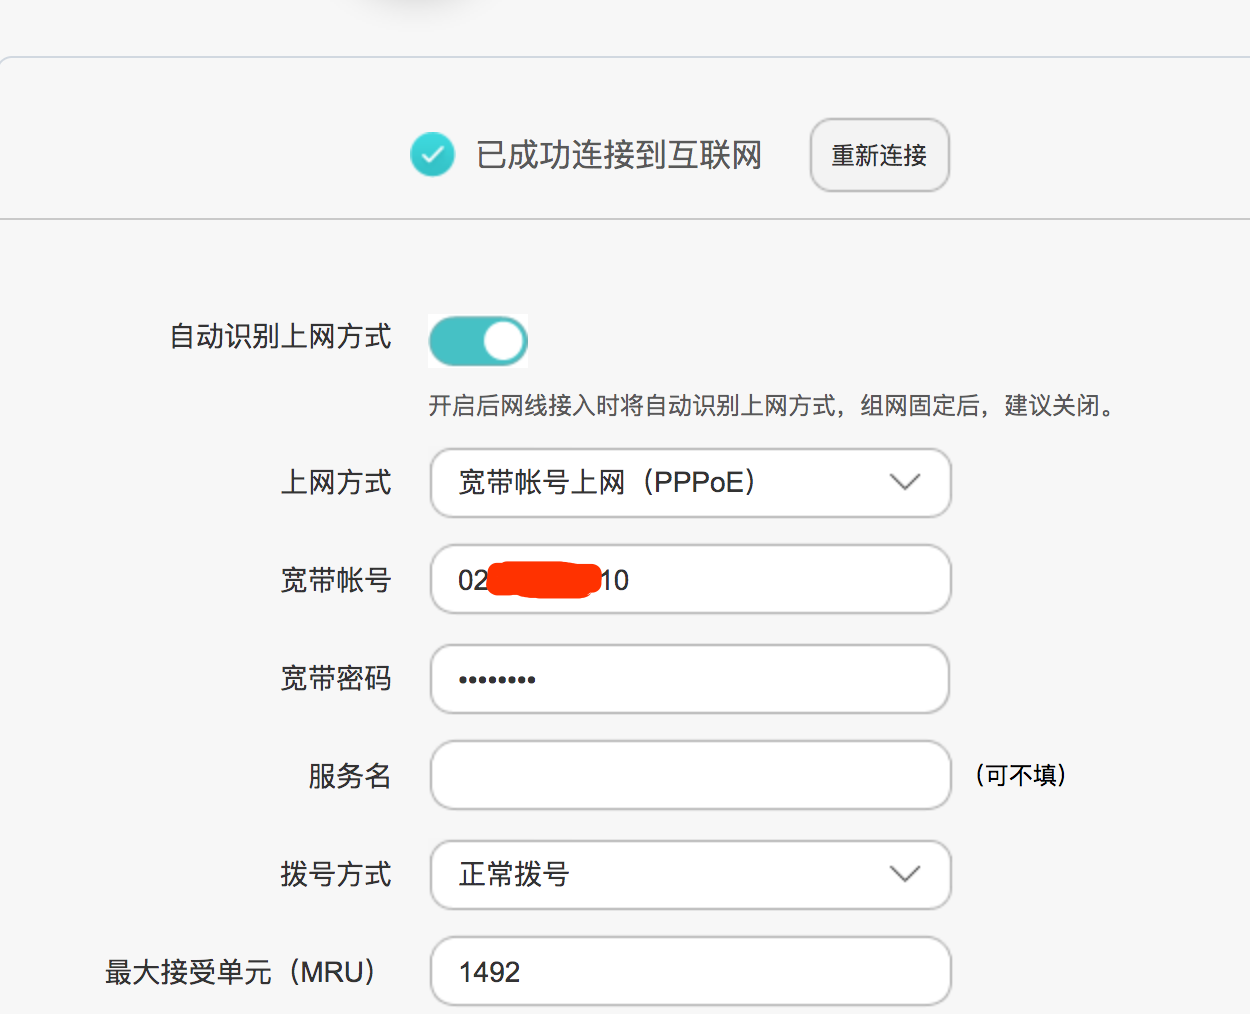 已成功连接到互联网 重新连接
自动识别上网方式
开启后网线接入时将自动识别上网方式，组网固定后，建议关闭。
上网方式 宽带帐号上网（PPPoE）
宽带帐号 02 10
宽带密码 ••••••••
服务名 (可不填)
拨号方式 正常拨号
最大接受单元（MRU） 1492